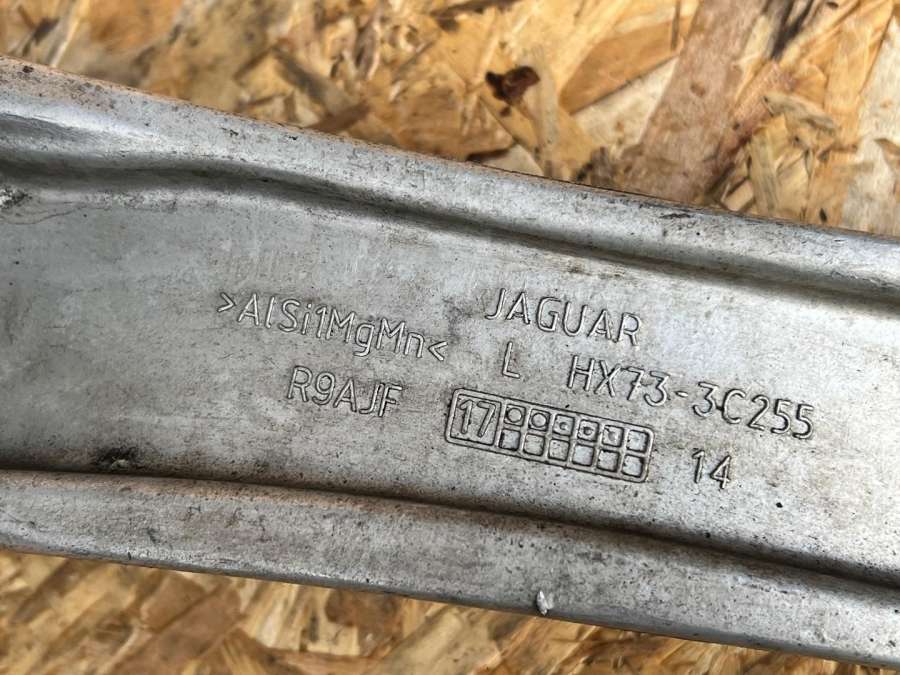 >AlSi1MgMn<
R9AJF
JAGUAR
L HX73-3C255
17
14